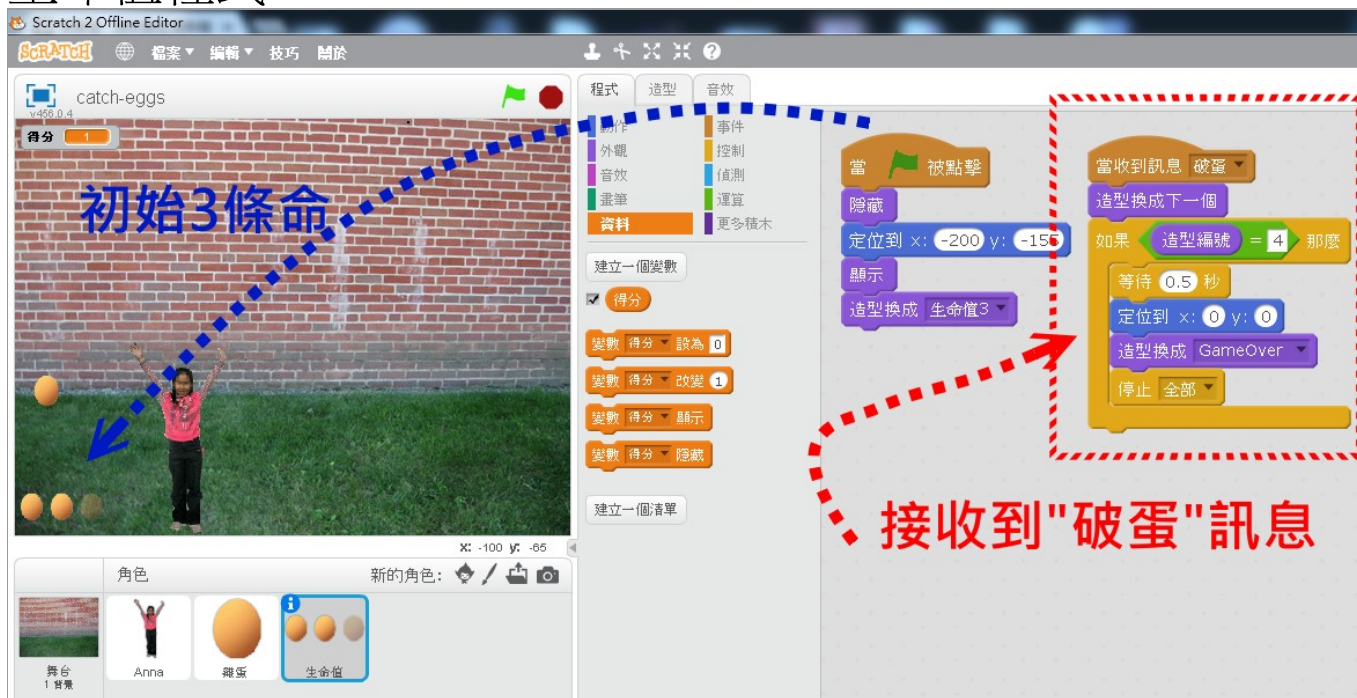 Scratch 2 Offline Editor
SCRATCH 檔案▼ 編輯▼ 技巧 關於
catch-eggs
v456.0.4
得分 1
初始3條命
x: -100 y: -65
角色 新的角色:
舞台
1 背景
Anna
雞蛋
生命值
程式 造型 音效
動作 事件
外觀 控制
音效 偵測
畫筆 運算
資料 更多積木
建立一個變數
得分
變數 得分 設為 0
變數 得分 改變 1
變數 得分 顯示
變數 得分 隱藏
建立一個清單
當 被點擊
隱藏
定位到 x: -200 y: -155
顯示
造型換成 生命值3
當收到訊息 破蛋
造型換成下一個
如果 造型編號 = 4 那麼
等待 0.5 秒
定位到 x: 0 y: 0
造型換成 GameOver
停止 全部
接收到"破蛋"訊息